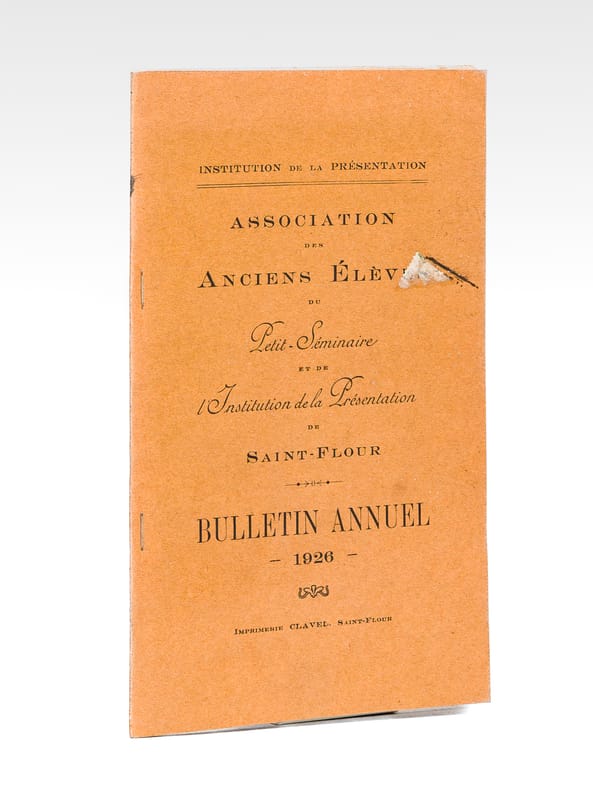 INSTITUTION DE LA PRÉSENTATION
ASSOCIATION
DES
ANCIENS ÉLÈV
DU
Petit-Séminaire
ET DE
l'Institution de la Présentation
DE
SAINT-FLOUR
BULLETIN ANNUEL
– 1926 –
IMPRIMERIE CLAVEL. SAINT-FLOUR